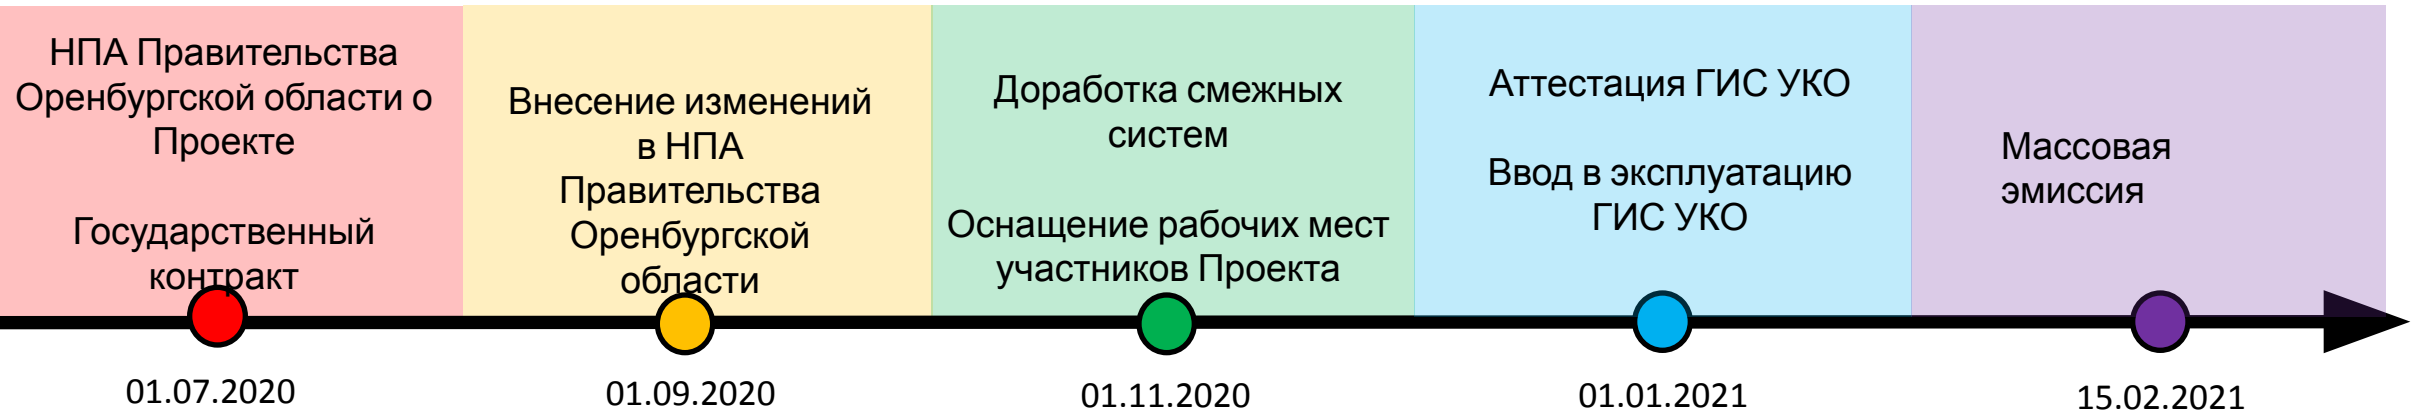 НПА Правительства
Оренбургской области о
Проекте
Государственный
контракт
Внесение изменений
в НПА
Правительства
Оренбургской
области
Доработка смежных
систем
Оснащение рабочих мест
участников Проекта
Аттестация ГИС УКО
Ввод в эксплуатацию
ГИС УКО
Массовая
эмиссия
01.07.2020
01.09.2020
01.11.2020
01.01.2021
15.02.2021